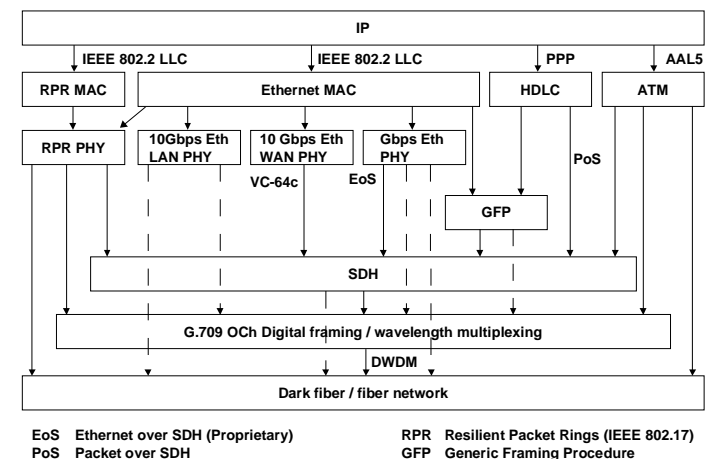 IP
IEEE 802.2 LLC
IEEE 802.2 LLC
PPP
AAL5
RPR MAC
Ethernet MAC
HDLC
ATM
RPR PHY
10Gbps Eth
LAN PHY
10 Gbps Eth
WAN PHY
Gbps Eth
PHY
PoS
VC-64c
EoS
GFP
SDH
G.709 OCh Digital framing / wavelength multiplexing
DWDM
Dark fiber / fiber network
EoS Ethernet over SDH (Proprietary)
RPR Resilient Packet Rings (IEEE 802.17)
PoS Packet over SDH
GFP Generic Framing Procedure